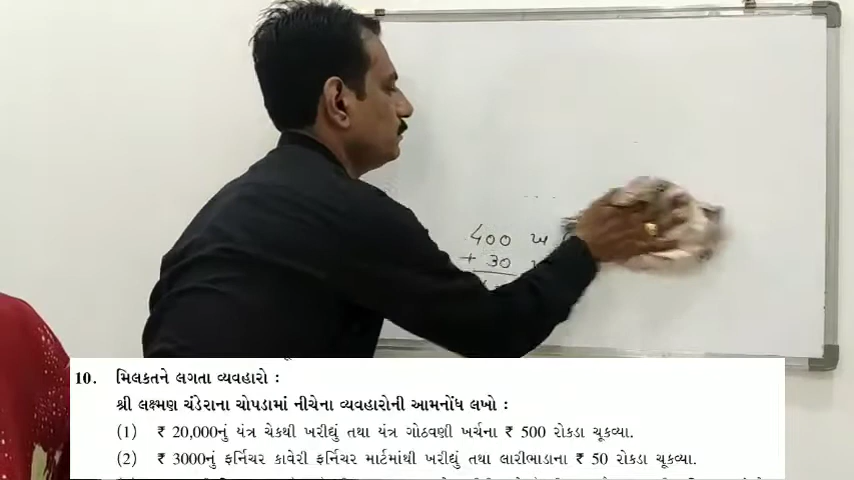 400 અ
+ 30
10. મિલકતને લગતા વ્યવહારો :
શ્રી લક્ષ્મણ ચંડેરાના ચોપડામાં નીચેના વ્યવહારોની આમનોંધ લખો :
(1) ₹ 20,000નું યંત્ર ચેકથી ખરીદ્યું તથા યંત્ર ગોઠવણી ખર્ચના ₹ 500 રોકડા ચૂકવ્યા.
(2) ₹ 3000નું ફર્નિચર કાવેરી ફર્નિચર માર્ટમાંથી ખરીદ્યું તથા લારીભાડાના ₹ 50 રોકડા ચૂકવ્યા.